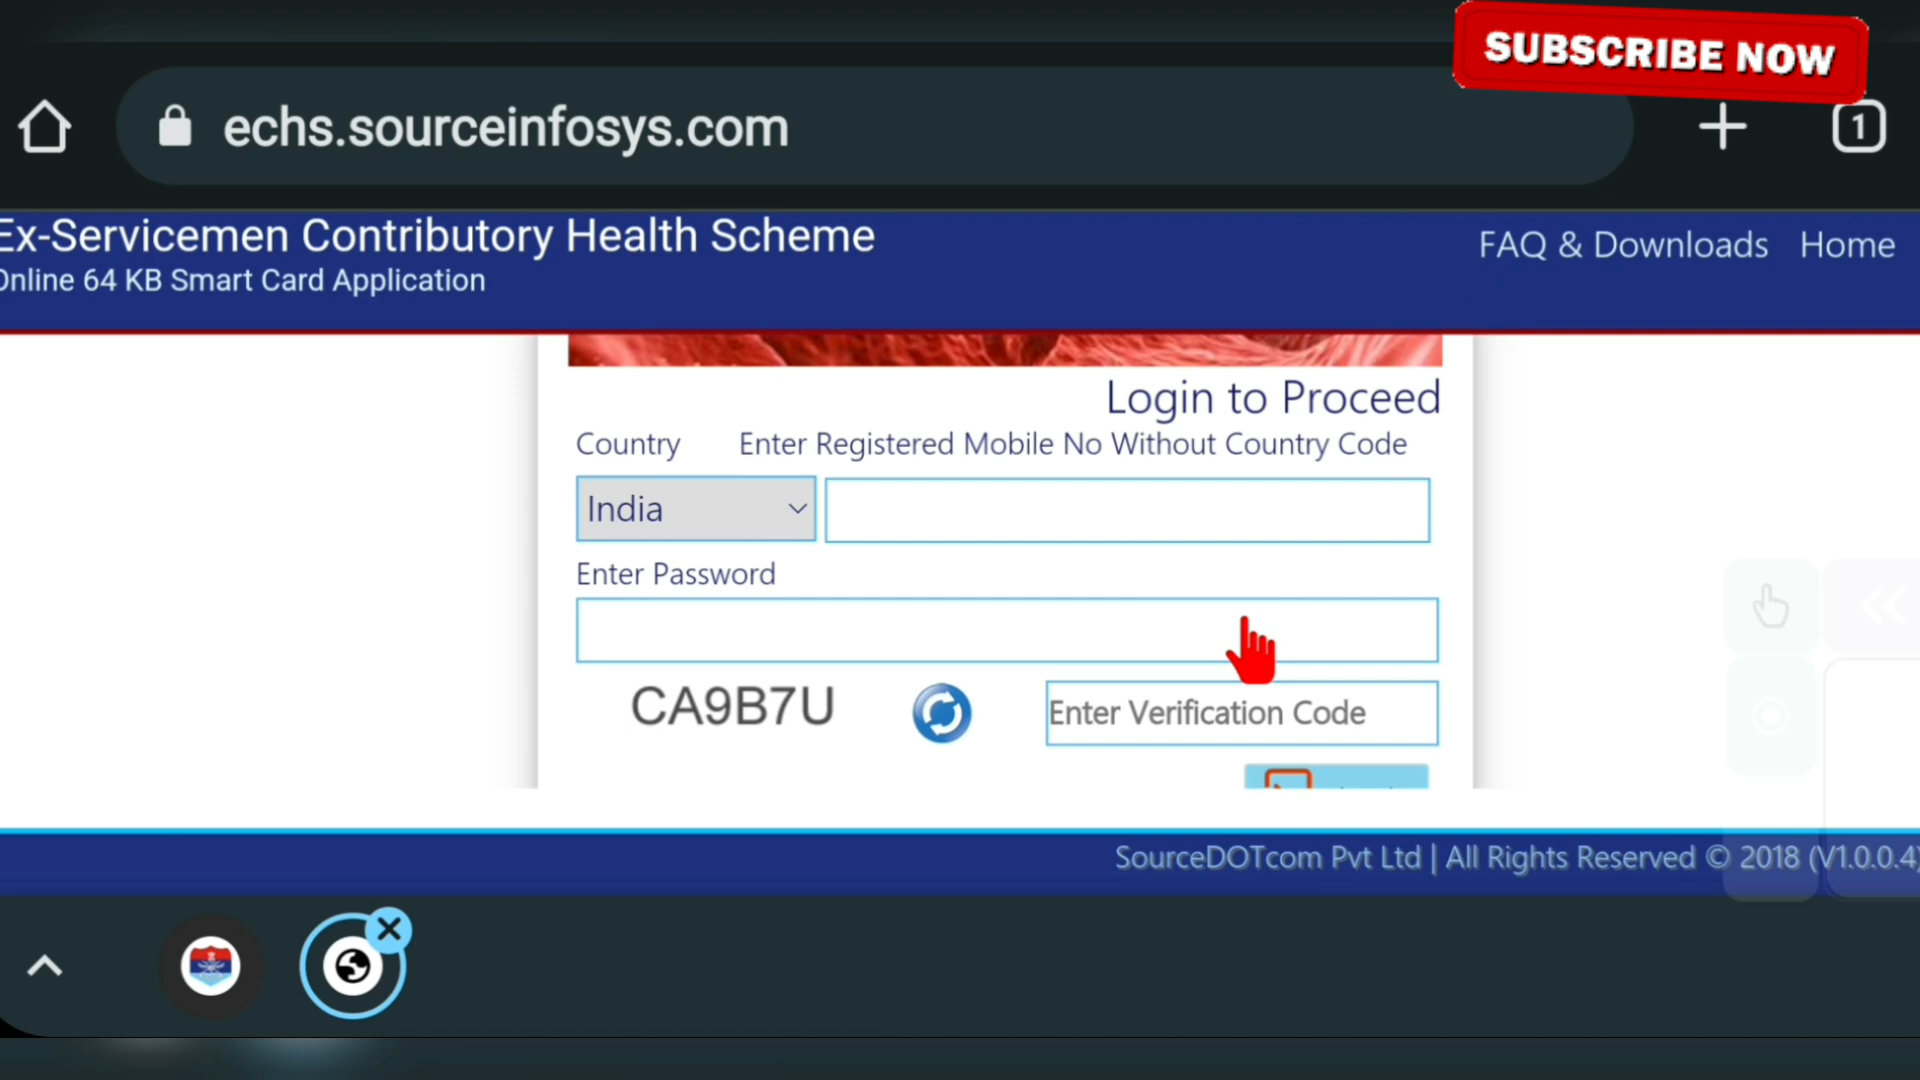 SUBSCRIBE NOW
echs.sourceinfosys.com
1
Ex-Servicemen Contributory Health Scheme
Online 64 KB Smart Card Application
FAQ & Downloads Home
Login to Proceed
Country Enter Registered Mobile No Without Country Code
India
Enter Password
CA9B7U
Enter Verification Code
SourceDOTcom Pvt Ltd | All Rights Reserved © 2018 (V1.0.0.4)